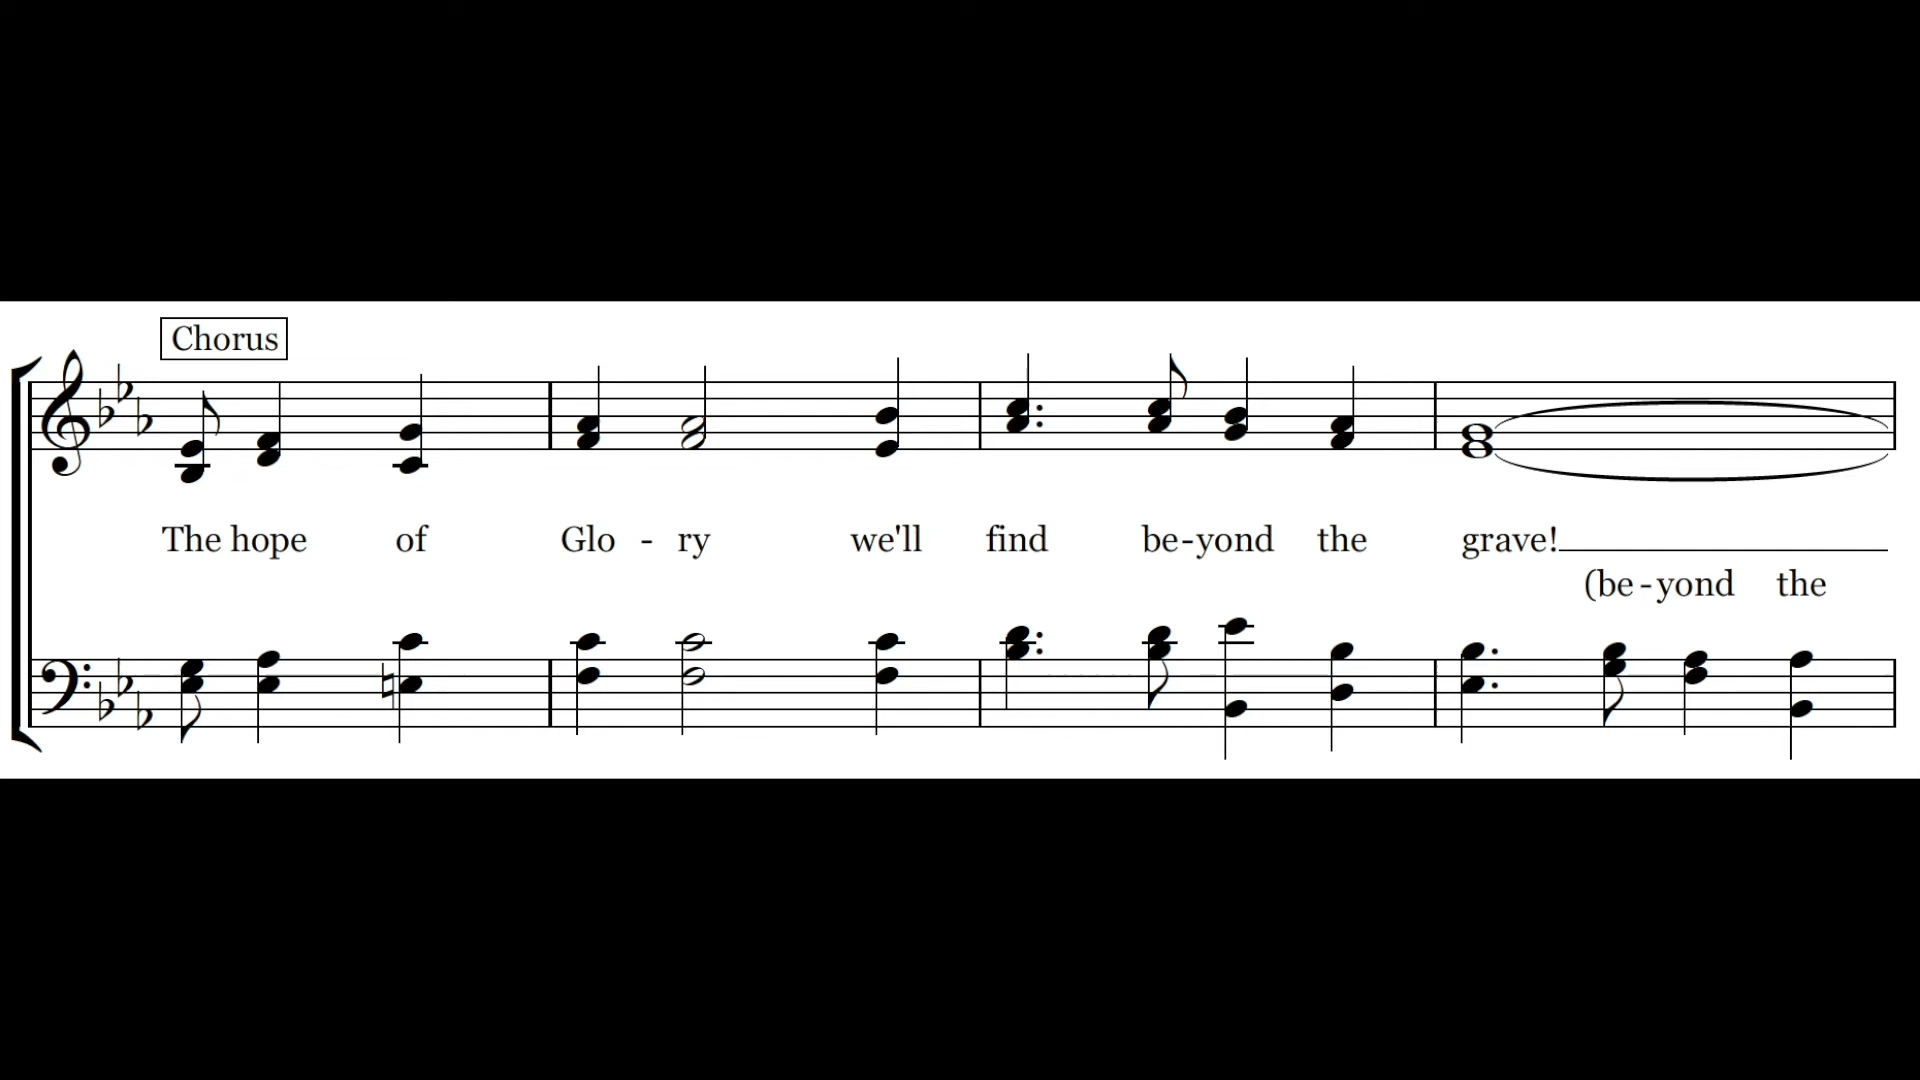 Chorus
The hope of Glo - ry we'll find be-yond the grave!
(be-yond the